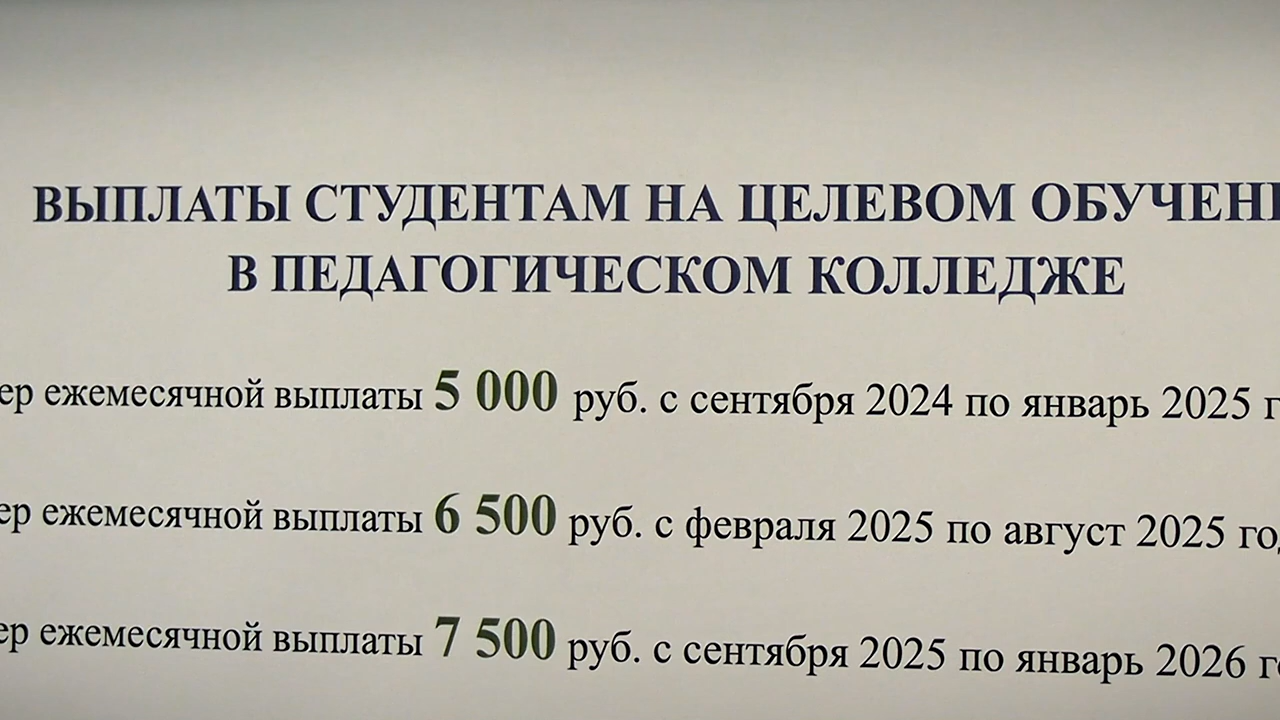 ВЫПЛАТЫ СТУДЕНТАМ НА ЦЕЛЕВОМ ОБУЧЕНИ
В ПЕДАГОГИЧЕСКОМ КОЛЛЕДЖЕ
ер ежемесячной выплаты 5 000 руб. с сентября 2024 по январь 2025 г
ер ежемесячной выплаты 6 500 руб. с февраля 2025 по август 2025 го
ер ежемесячной выплаты 7 500 руб. с сентября 2025 по январь 2026 го